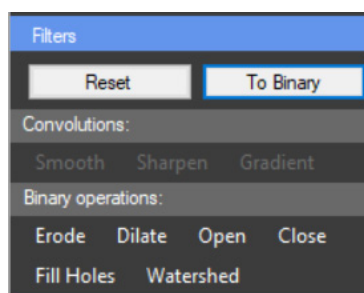 Filters
Reset To Binary
Convolutions:
Smooth Sharpen Gradient
Binary operations:
Erode Dilate Open Close
Fill Holes Watershed